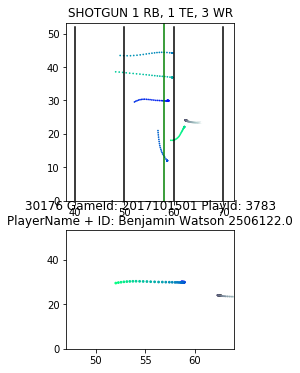 SHOTGUN 1 RB, 1 TE, 3 WR
50
40
30
20
10
0
40 50 60 70
30176 GameId: 2017101501 PlayId: 3783
PlayerName + ID: Benjamin Watson 2506122.0
40
20
0
50 55 60